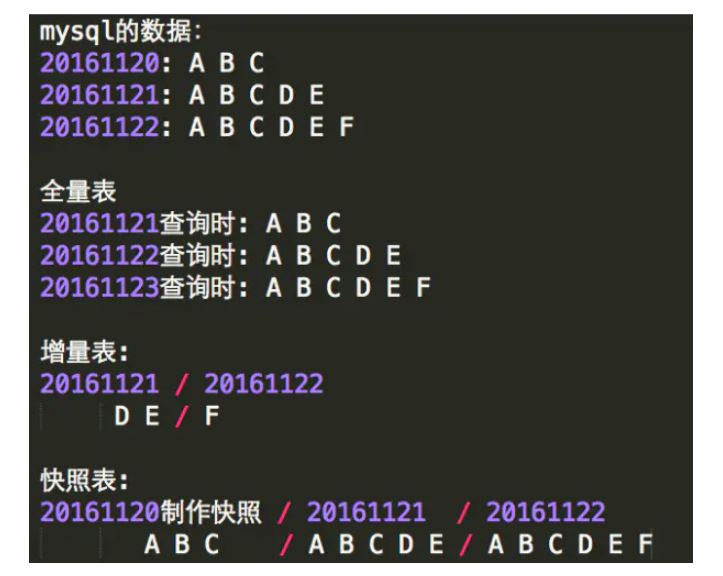 mysql的数据:
20161120: A B C
20161121: A B C D E
20161122: A B C D E F
全量表
20161121查询时: A B C
20161122查询时: A B C D E
20161123查询时: A B C D E F
增量表:
20161121 / 20161122
D E / F
快照表:
20161120制作快照 / 20161121 / 20161122
A B C / A B C D E / A B C D E F